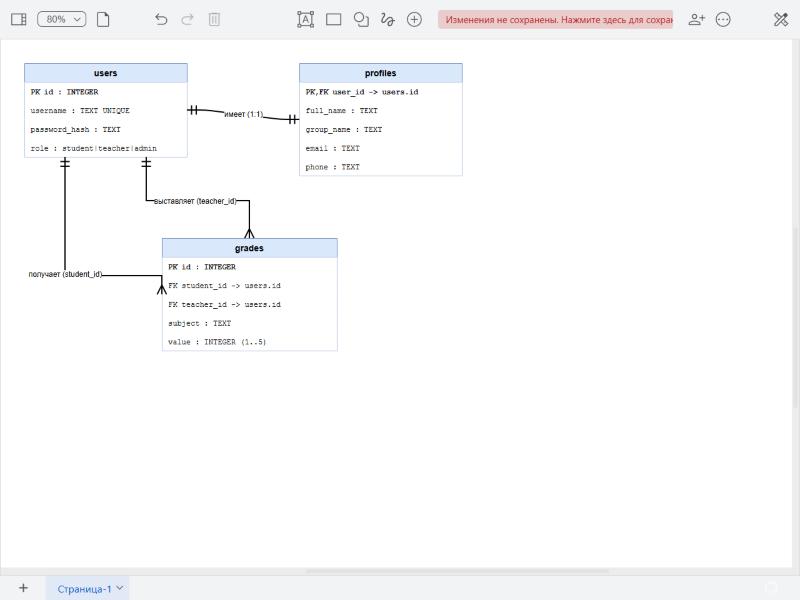 80%
Изменения не сохранены. Нажмите здесь для сохран
users
PK id : INTEGER
username : TEXT UNIQUE
password_hash : TEXT
role : student|teacher|admin
имеет (1:1)
profiles
PK,FK user_id -> users.id
full_name : TEXT
group_name : TEXT
email : TEXT
phone : TEXT
выставляет (teacher_id)
получает (student_id)
grades
PK id : INTEGER
FK student_id -> users.id
FK teacher_id -> users.id
subject : TEXT
value : INTEGER (1..5)
Страница-1